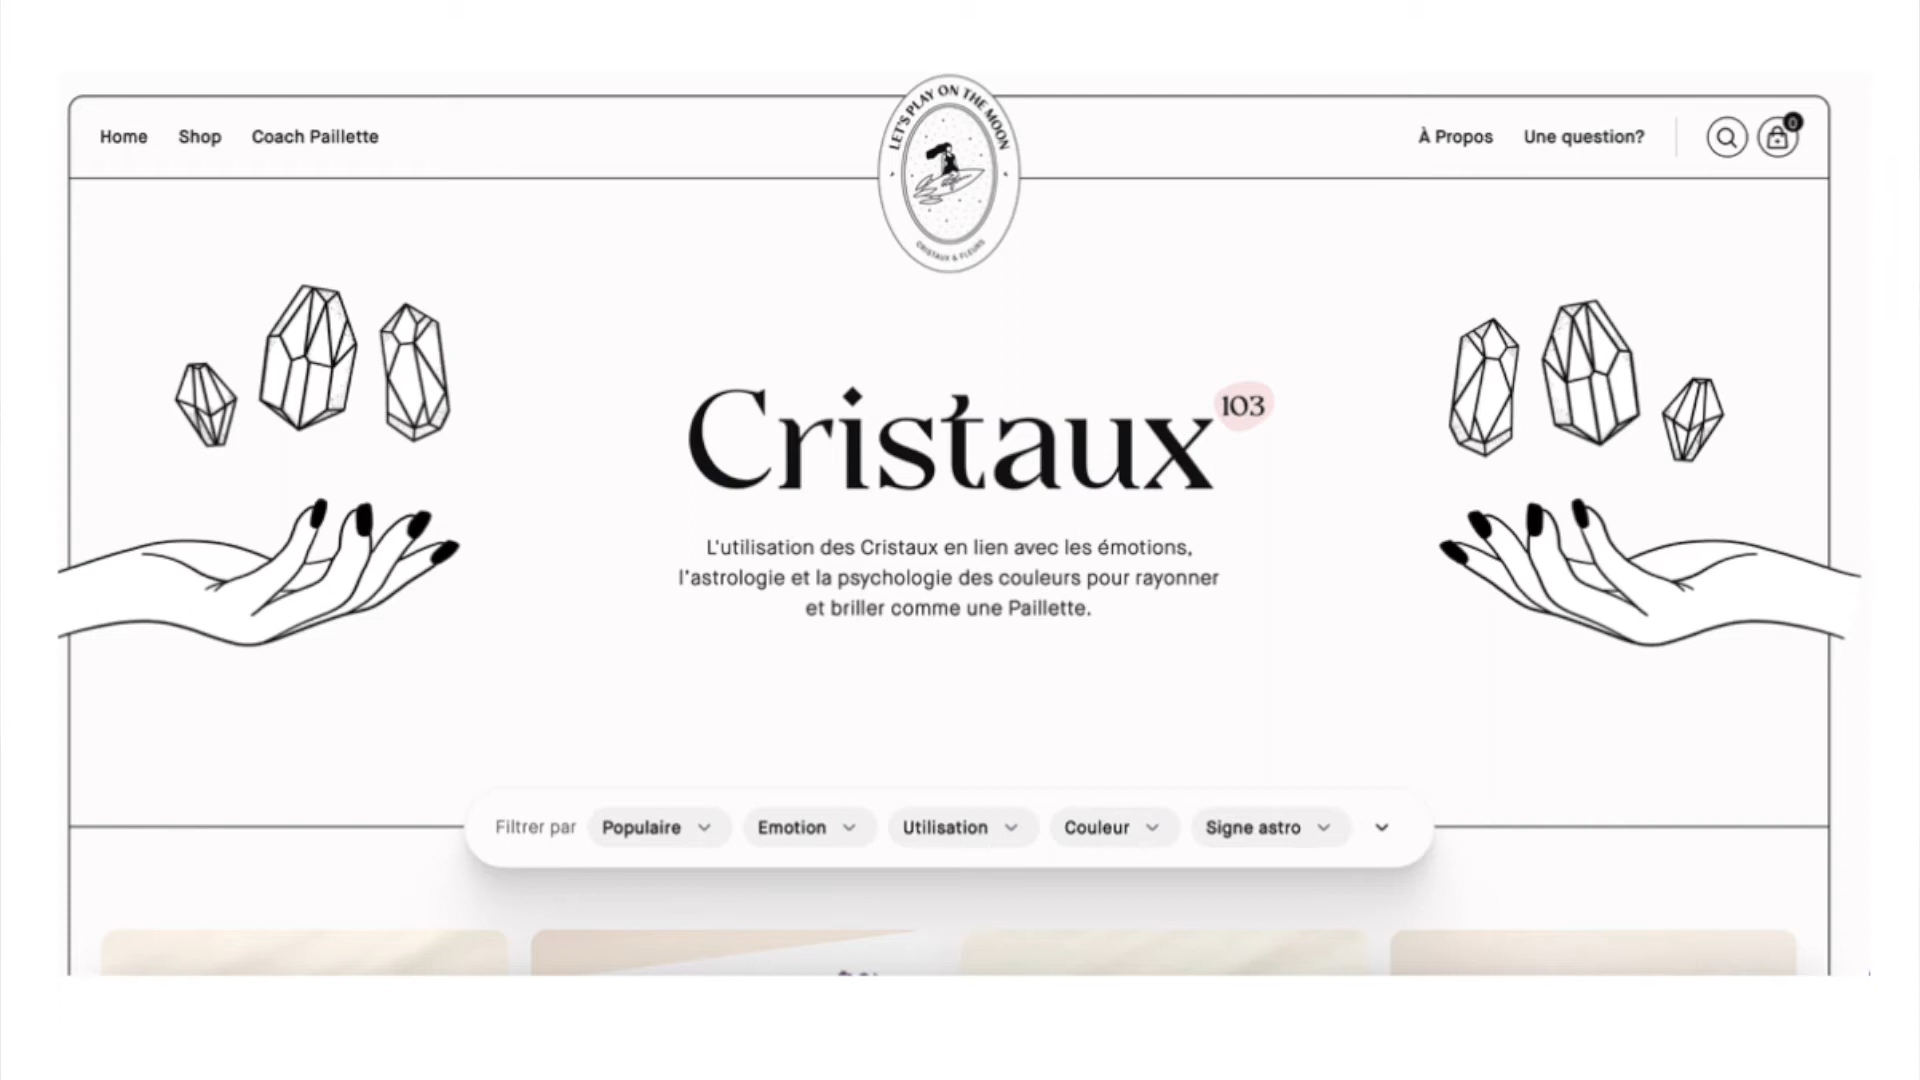 Home Shop Coach Paillette
LET'S PLAY ON THE MOON
CRISTAUX & FLEURS
À Propos Une question?
0
Cristaux 103
L'utilisation des Cristaux en lien avec les émotions,
l'astrologie et la psychologie des couleurs pour rayonner
et briller comme une Paillette.
Filtrer par Populaire Emotion Utilisation Couleur Signe astro